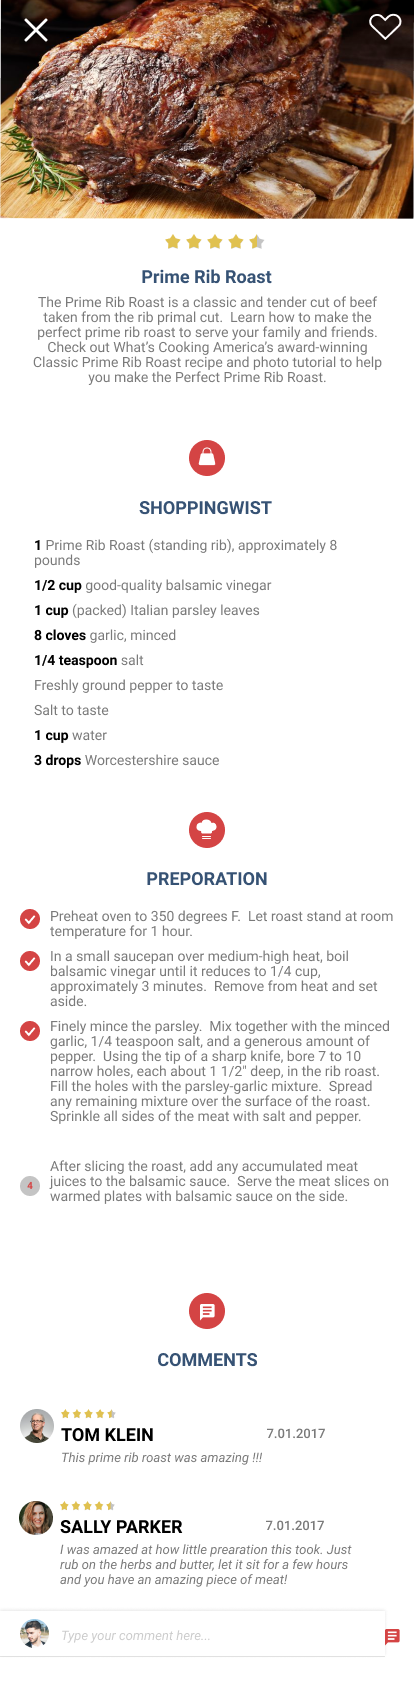 Prime Rib Roast
The Prime Rib Roast is a classic and tender cut of beef
taken from the rib primal cut.  Learn how to make the
perfect prime rib roast to serve your family and friends.
Check out What's Cooking America's award-winning
Classic Prime Rib Roast recipe and photo tutorial to help
you make the Perfect Prime Rib Roast.
SHOPPINGWIST
1 Prime Rib Roast (standing rib), approximately 8
pounds
1/2 cup good-quality balsamic vinegar
1 cup (packed) Italian parsley leaves
8 cloves garlic, minced
1/4 teaspoon salt
Freshly ground pepper to taste
Salt to taste
1 cup water
3 drops Worcestershire sauce
PREPORATION
Preheat oven to 350 degrees F.  Let roast stand at room
temperature for 1 hour.
In a small saucepan over medium-high heat, boil
balsamic vinegar until it reduces to 1/4 cup,
approximately 3 minutes.  Remove from heat and set
aside.
Finely mince the parsley.  Mix together with the minced
garlic, 1/4 teaspoon salt, and a generous amount of
pepper.  Using the tip of a sharp knife, bore 7 to 10
narrow holes, each about 1 1/2" deep, in the rib roast.
Fill the holes with the parsley-garlic mixture.  Spread
any remaining mixture over the surface of the roast.
Sprinkle all sides of the meat with salt and pepper.
After slicing the roast, add any accumulated meat
4 juices to the balsamic sauce.  Serve the meat slices on
warmed plates with balsamic sauce on the side.
COMMENTS
TOM KLEIN 7.01.2017
This prime rib roast was amazing !!!
SALLY PARKER 7.01.2017
I was amazed at how little prearation this took. Just
rub on the herbs and butter, let it sit for a few hours
and you have an amazing piece of meat!
Type your comment here...